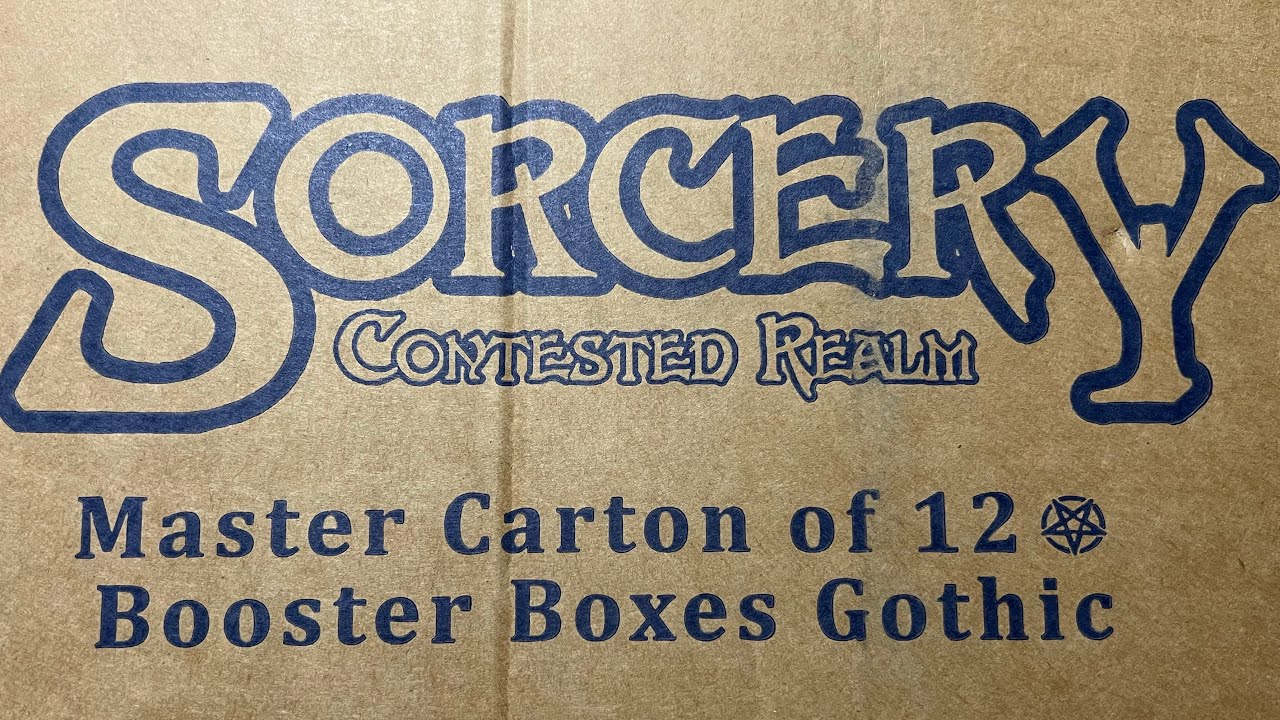 Sorcery
Contested Realm
Master Carton of 12
Booster Boxes Gothic